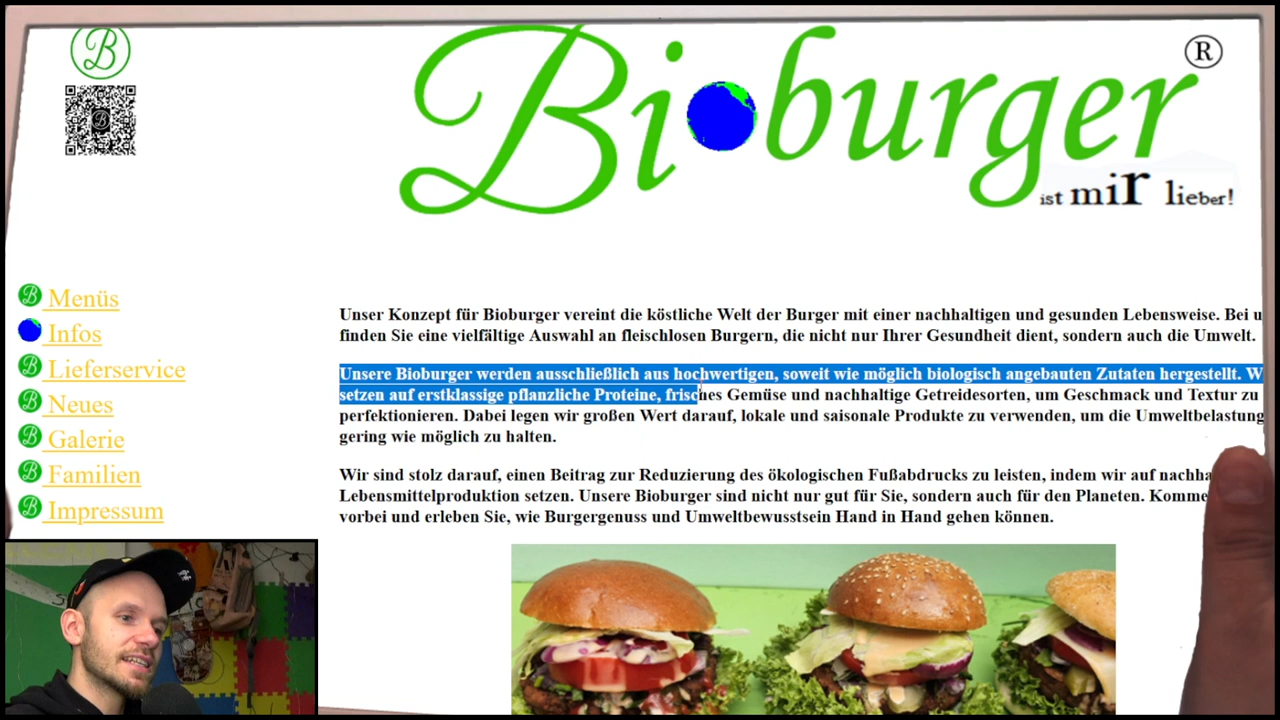 B
Bioburger ®
ist mir lieber!
Menüs
Infos
Lieferservice
Neues
Galerie
Familien
Impressum
Unser Konzept für Bioburger vereint die köstliche Welt der Burger mit einer nachhaltigen und gesunden Lebensweise. Bei
finden Sie eine vielfältige Auswahl an fleischlosen Burgern, die nicht nur Ihrer Gesundheit dient, sondern auch die Umwelt.
Unsere Bioburger werden ausschließlich aus hochwertigen, soweit wie möglich biologisch angebauten Zutaten hergestellt.
setzen auf erstklassige pflanzliche Proteine, frisches Gemüse und nachhaltige Getreidesorten, um Geschmack und Textur zu
perfektionieren. Dabei legen wir großen Wert darauf, lokale und saisonale Produkte zu verwenden, um die Umweltbelastung
gering wie möglich zu halten.
Wir sind stolz darauf, einen Beitrag zur Reduzierung des ökologischen Fußabdrucks zu leisten, indem wir auf
Lebensmittelproduktion setzen. Unsere Bioburger sind nicht nur gut für Sie, sondern auch für den Planeten.
vorbei und erleben Sie, wie Burgergenuss und Umweltbewusstsein Hand in Hand gehen können.